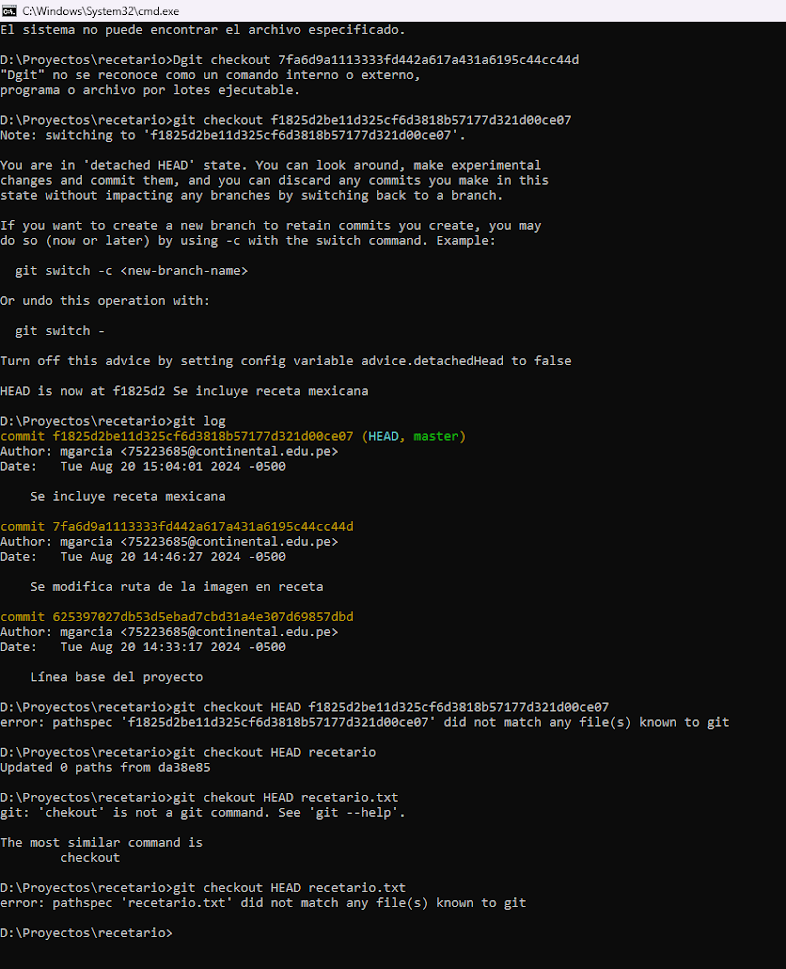 C:\Windows\System32\cmd.exe
El sistema no puede encontrar el archivo especificado.
D:\Proyectos\recetario>Dgit checkout 7fa6d9a1113333fd442a617a431a6195c44cc44d
"Dgit" no se reconoce como un comando interno o externo,
programa o archivo por lotes ejecutable.
D:\Proyectos\recetario>git checkout f1825d2be11d325cf6d3818b57177d321d00ce07
Note: switching to 'f1825d2be11d325cf6d3818b57177d321d00ce07'.
You are in 'detached HEAD' state. You can look around, make experimental
changes and commit them, and you can discard any commits you make in this
state without impacting any branches by switching back to a branch.
If you want to create a new branch to retain commits you create, you may
do so (now or later) by using -c with the switch command. Example:
git switch -c <new-branch-name>
Or undo this operation with:
git switch -
Turn off this advice by setting config variable advice.detachedHead to false
HEAD is now at f1825d2 Se incluye receta mexicana
D:\Proyectos\recetario>git log
commit f1825d2be11d325cf6d3818b57177d321d00ce07 (HEAD, master)
Author: mgarcia <75223685@continental.edu.pe>
Date:   Tue Aug 20 15:04:01 2024 -0500
Se incluye receta mexicana
commit 7fa6d9a1113333fd442a617a431a6195c44cc44d
Author: mgarcia <75223685@continental.edu.pe>
Date:   Tue Aug 20 14:46:27 2024 -0500
Se modifica ruta de la imagen en receta
commit 625397027db53d5ebad7cbd31a4e307d69857dbd
Author: mgarcia <75223685@continental.edu.pe>
Date:   Tue Aug 20 14:33:17 2024 -0500
Línea base del proyecto
D:\Proyectos\recetario>git checkout HEAD f1825d2be11d325cf6d3818b57177d321d00ce07
error: pathspec 'f1825d2be11d325cf6d3818b57177d321d00ce07' did not match any file(s) known to git
D:\Proyectos\recetario>git checkout HEAD recetario
Updated 0 paths from da38e85
D:\Proyectos\recetario>git chekout HEAD recetario.txt
git: 'chekout' is not a git command. See 'git --help'.
The most similar command is
checkout
D:\Proyectos\recetario>git checkout HEAD recetario.txt
error: pathspec 'recetario.txt' did not match any file(s) known to git
D:\Proyectos\recetario>